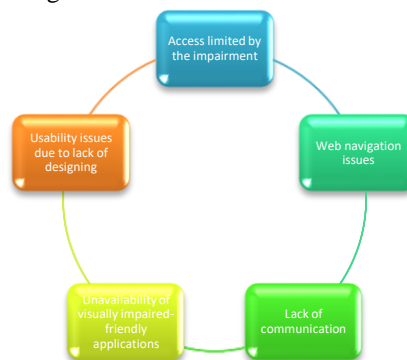 Access limited by
the impairment
Web navigation
issues
Lack of
communication
Unavailability of
visually impaired-
friendly
applications
Usability issues
due to lack of
designing